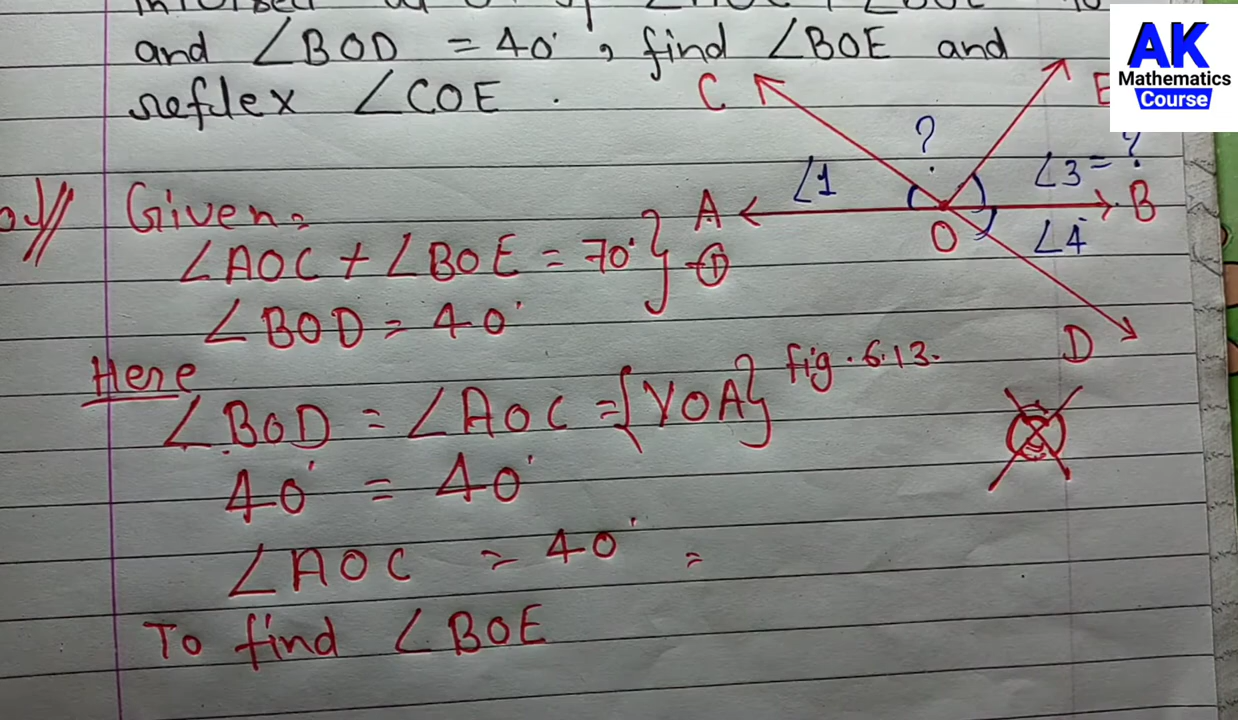 and ∠BOD = 40°, find ∠BOE and
reflex ∠COE.
C
E
AK
Mathematics
Course
?
∠1
∠3 = ?
A
B
O
∠4
D
fig. 6.13.
Given:
∠AOC + ∠BOE = 70° } ①
∠BOD = 40°
Here
∠BOD = ∠AOC = {VOA}
40° = 40°
∠AOC = 40° =
To find ∠BOE